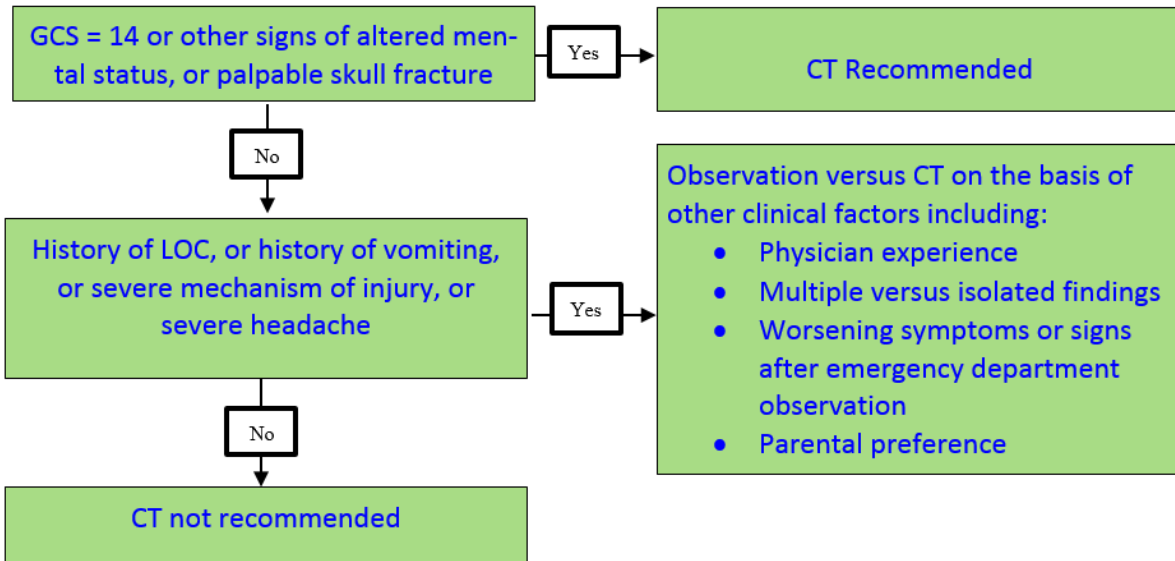 GCS = 14 or other signs of altered men-
tal status, or palpable skull fracture
Yes
CT Recommended
No
History of LOC, or history of vomiting,
or severe mechanism of injury, or
severe headache
Yes
Observation versus CT on the basis of
other clinical factors including:
• Physician experience
• Multiple versus isolated findings
• Worsening symptoms or signs
after emergency department
observation
• Parental preference
No
CT not recommended